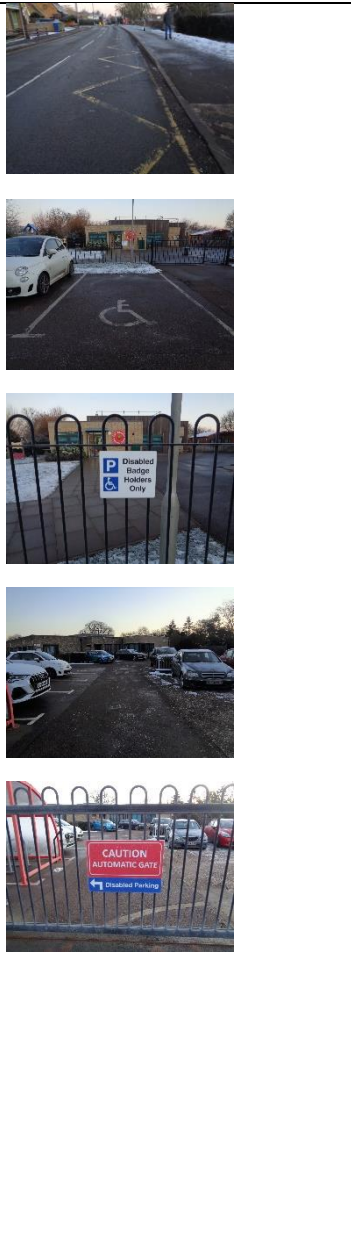 P Disabled
Badge
Holders
Only
CAUTION
AUTOMATIC GATE
Disabled Parking